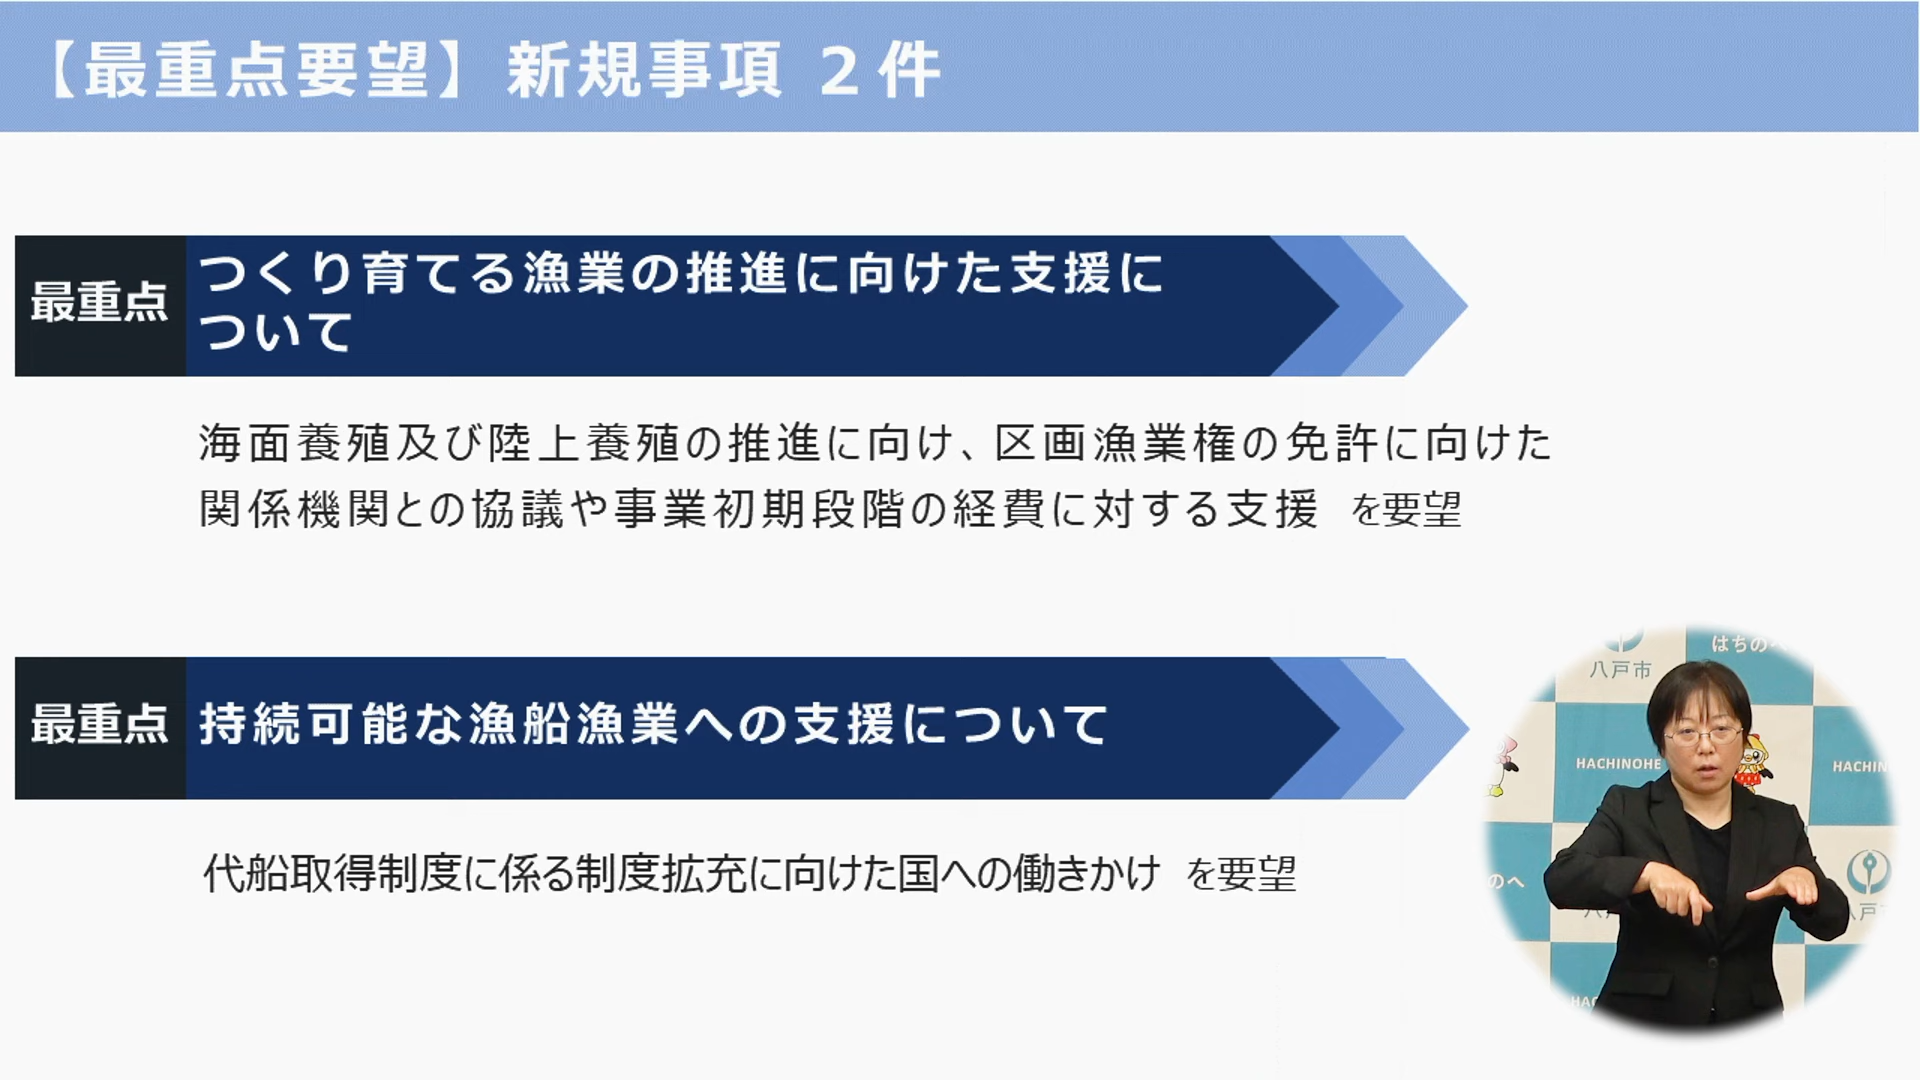 【最重点要望】 新規事項 ２件
最重点
つくり育てる漁業の推進に向けた支援に
ついて
海面養殖及び陸上養殖の推進に向け、区画漁業権の免許に向けた
関係機関との協議や事業初期段階の経費に対する支援 を要望
最重点
持続可能な漁船漁業への支援について
代船取得制度に係る制度拡充に向けた国への働きかけ を要望
はちのへ
八戸市
HACHINOHE
HACHIN
のへ
八戸
HAC